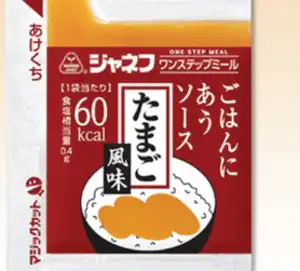 あけくち
ジャネフ
ONE STEP MEAL
ワンステップミール
ごはんに
あう
ソース
たまご
風味
【1袋当たり】
60
kcal
食塩相当量
0.4g
マジックカット